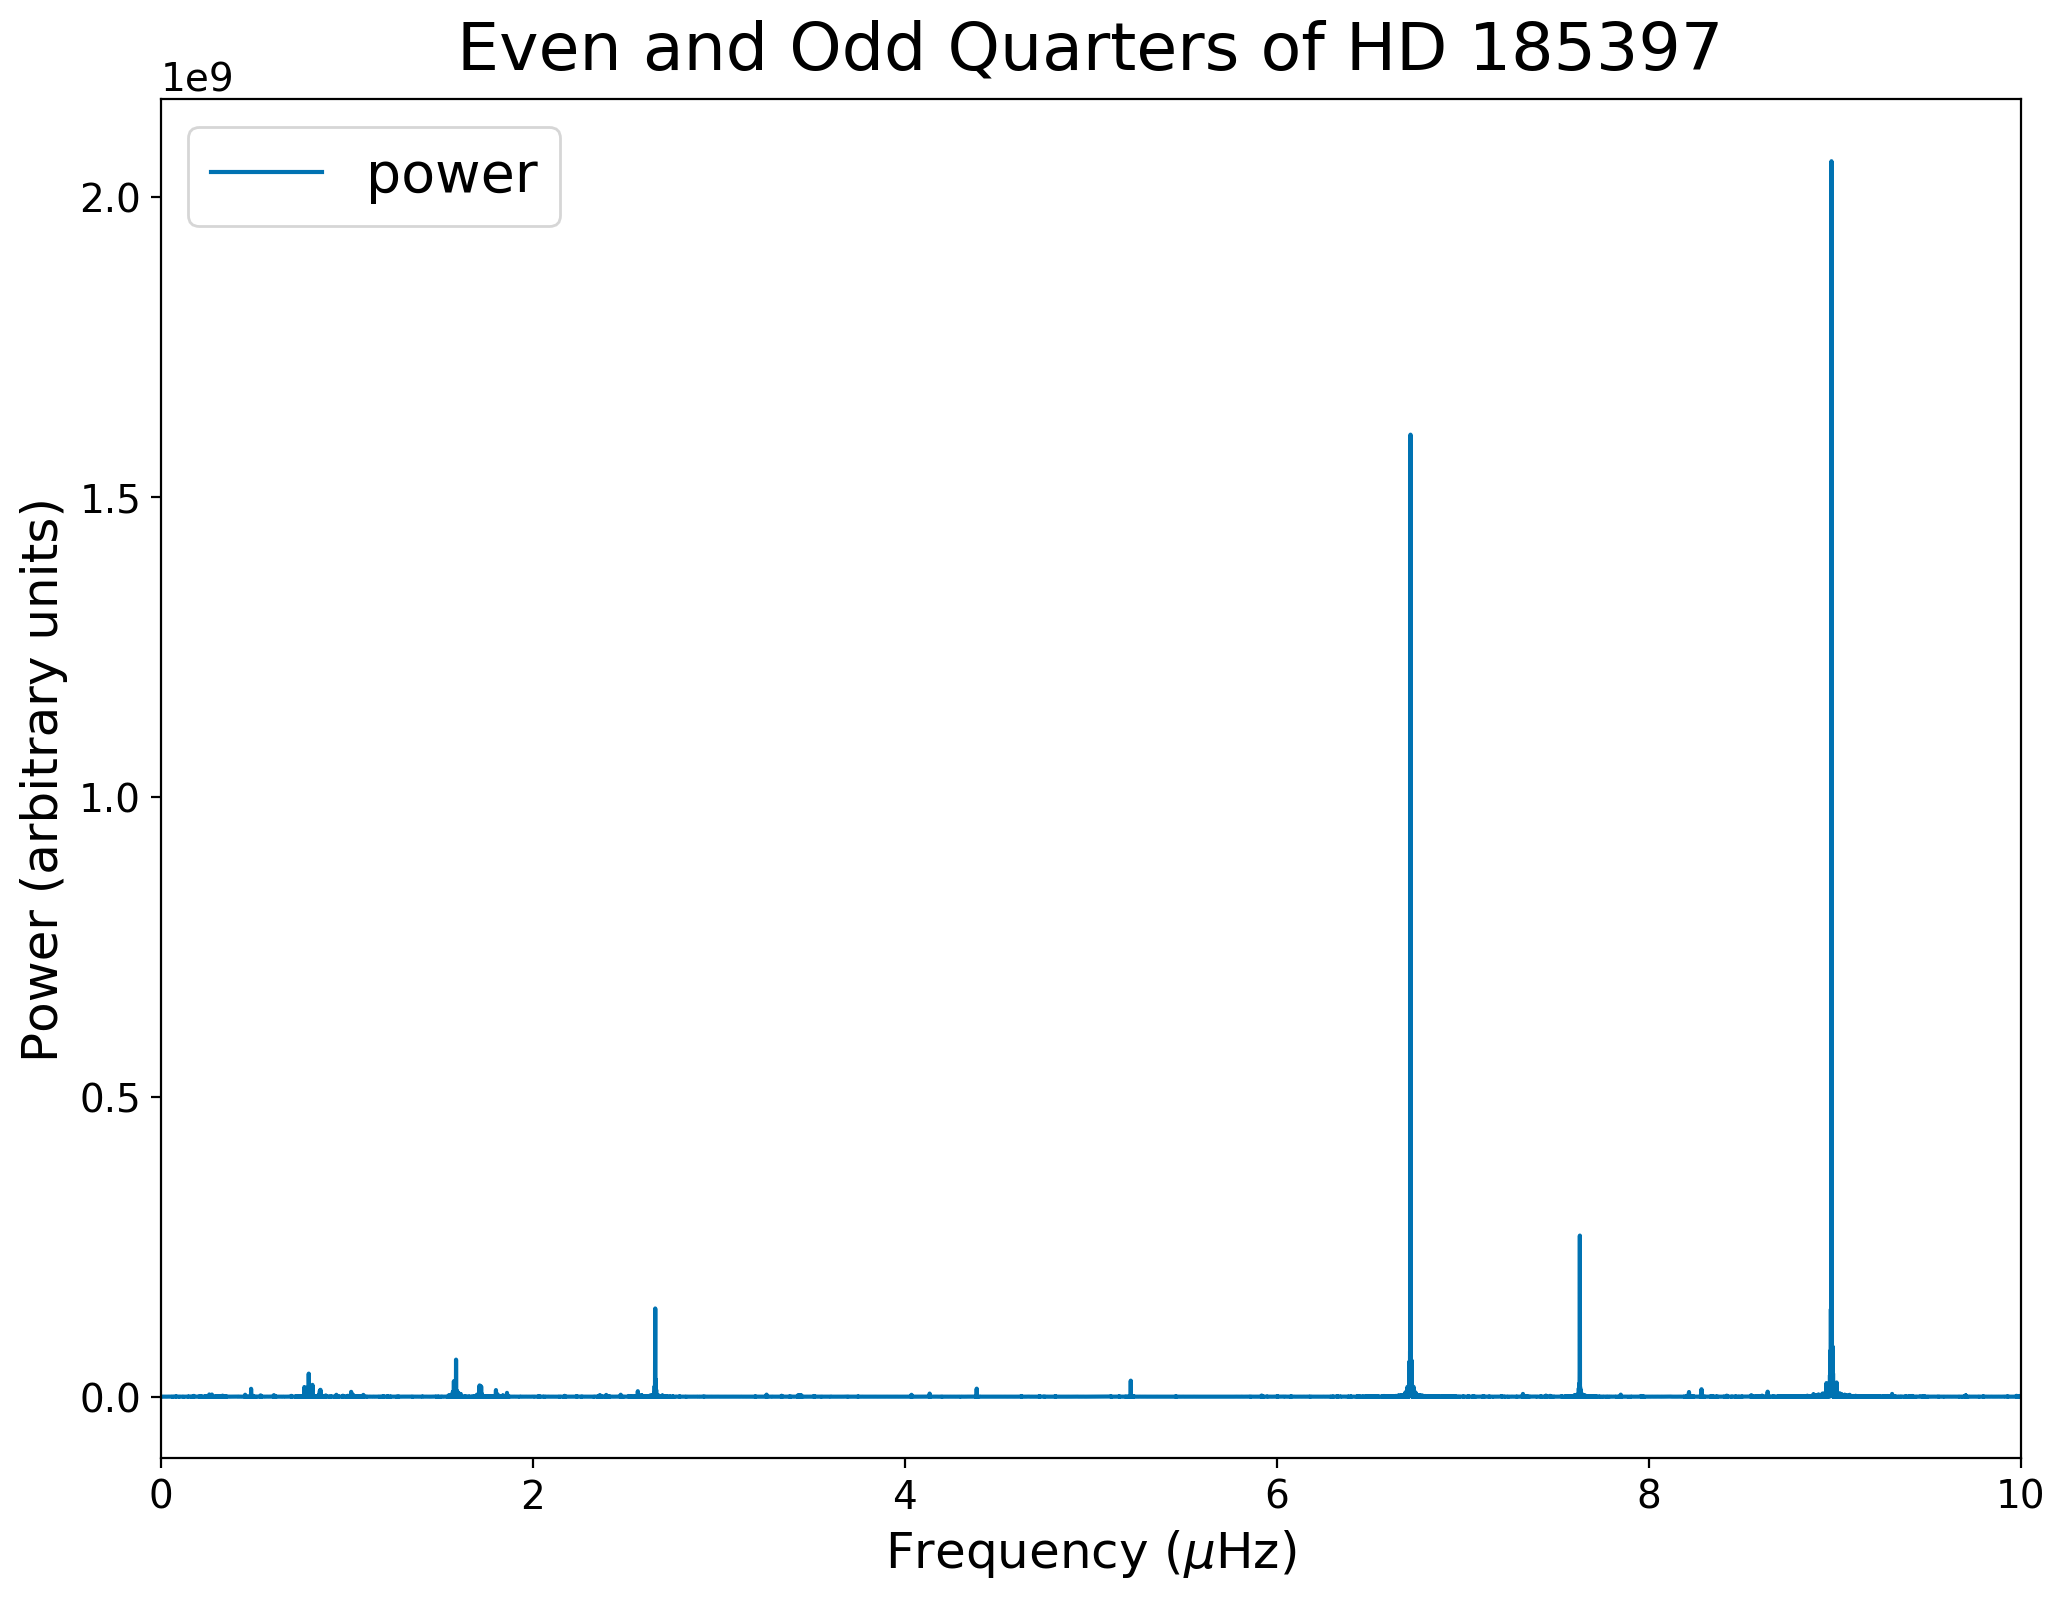 Even and Odd Quarters of HD 185397
1e9
power
2.0
1.5
1.0
0.5
0.0
Power (arbitrary units)
0 2 4 6 8 10
Frequency (μHz)